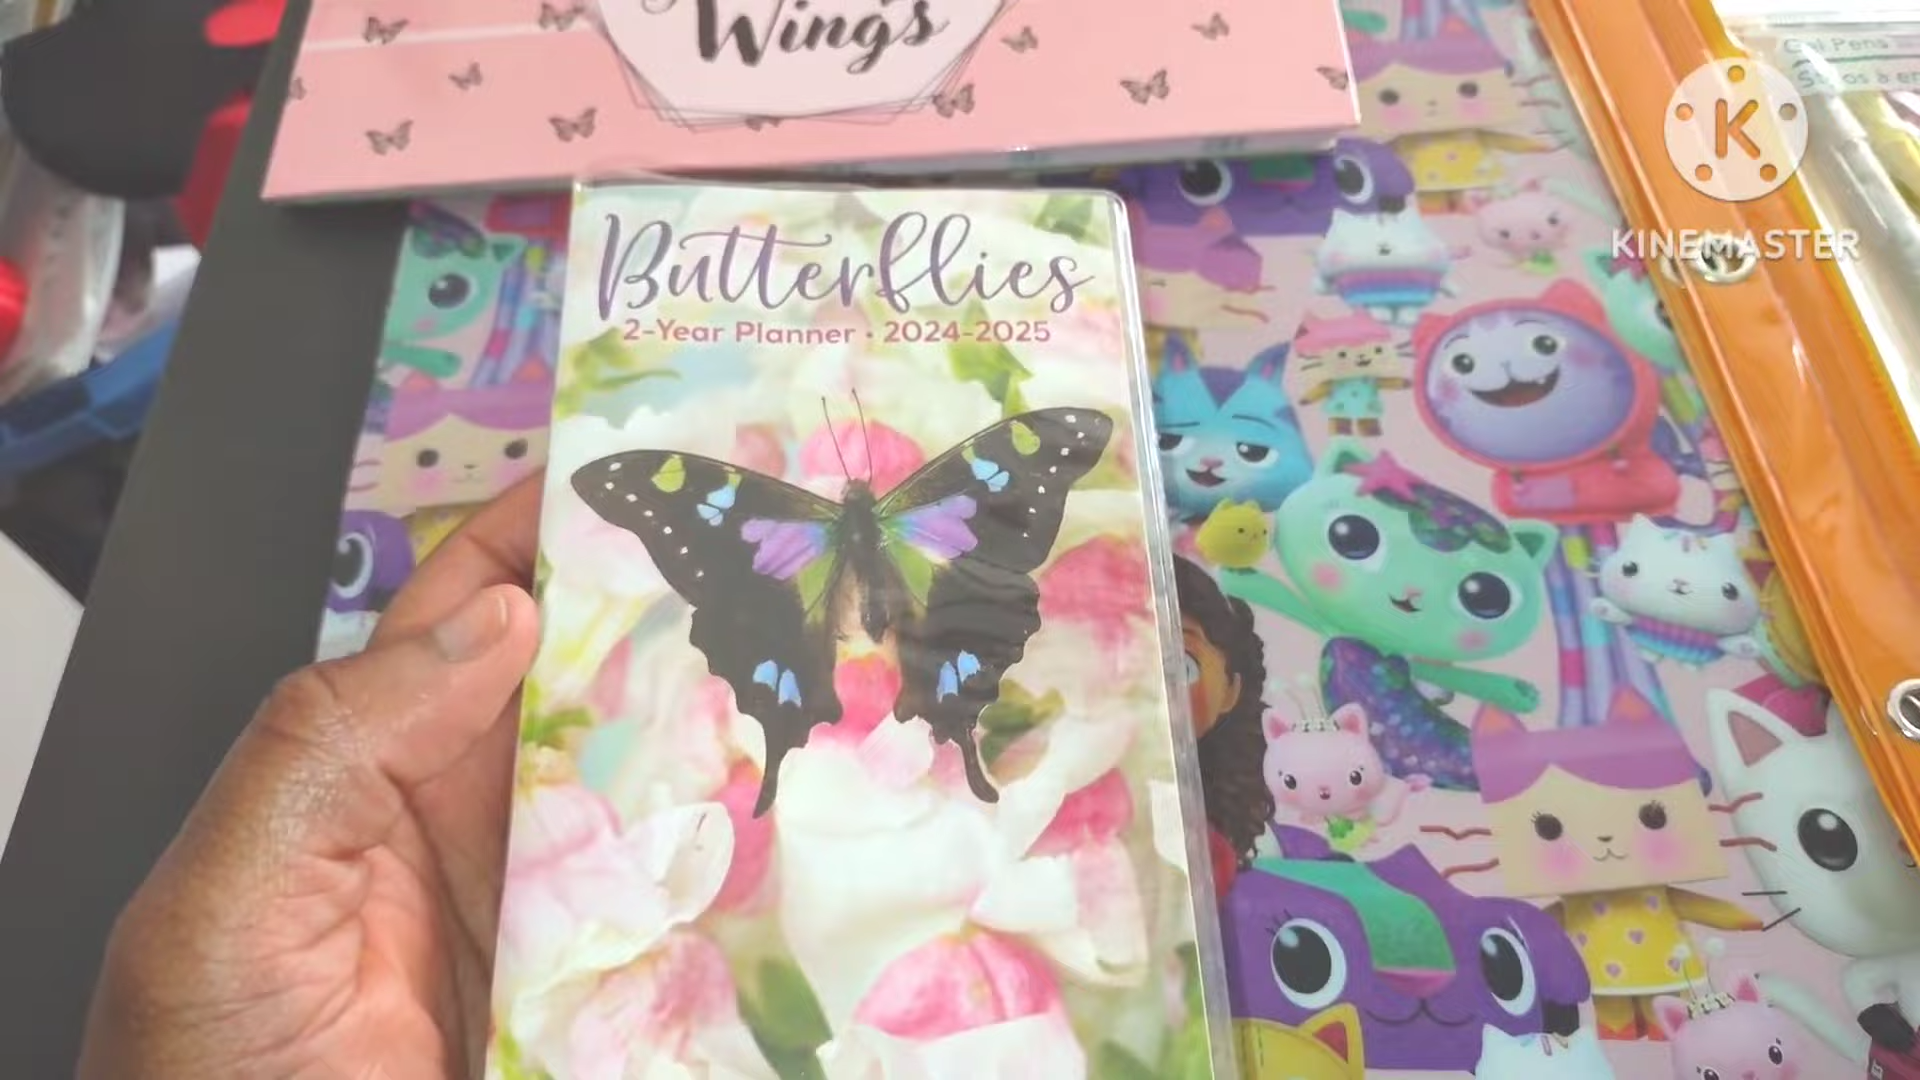 Wings
Butterflies
2-Year Planner • 2024-2025
Gel Pens
K
KINEMASTER